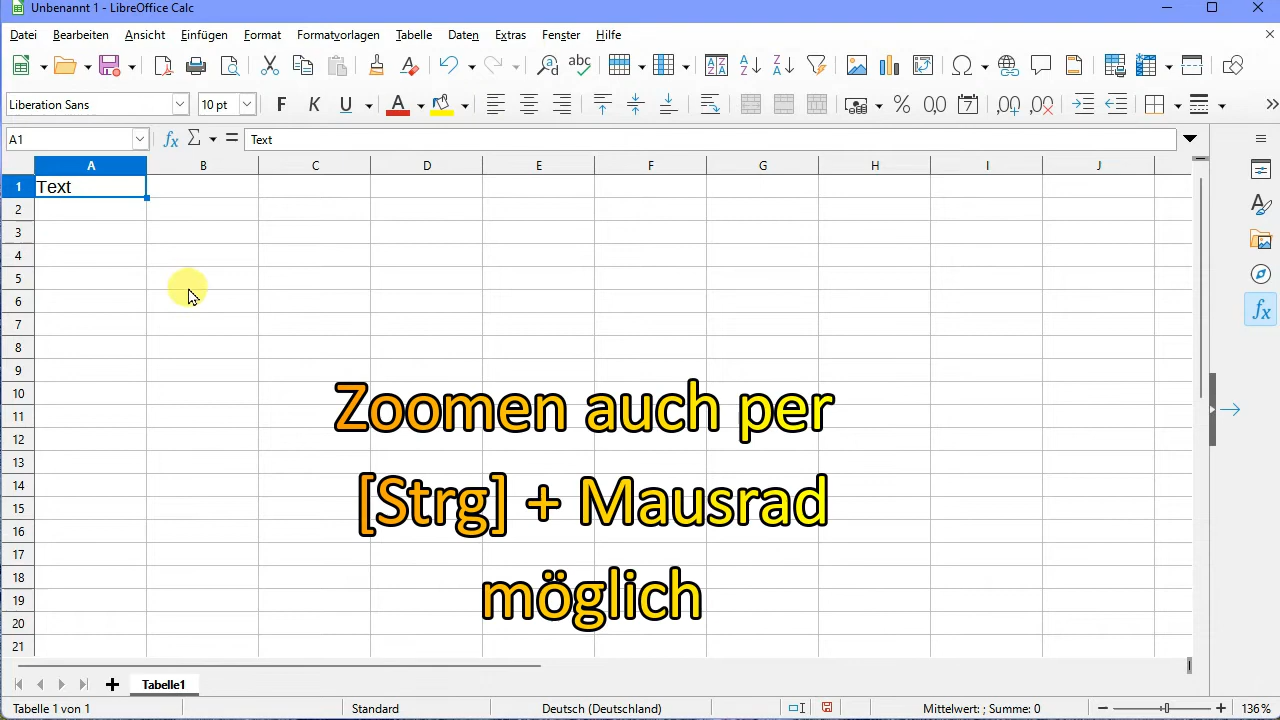 Unbenannt 1 - LibreOffice Calc
Datei Bearbeiten Ansicht Einfügen Format Formatvorlagen Tabelle Daten Extras Fenster Hilfe
Liberation Sans 10 pt F K U
A1 Text
A B C D E F G H I J
1 Text
2
3
4
5
6
7
8
9
10
11
12
13
14
15
16
17
18
19
20
21
Zoomen auch per
[Strg] + Mausrad
möglich
Tabelle1
Tabelle 1 von 1 Standard Deutsch (Deutschland) Mittelwert: ; Summe: 0 136%